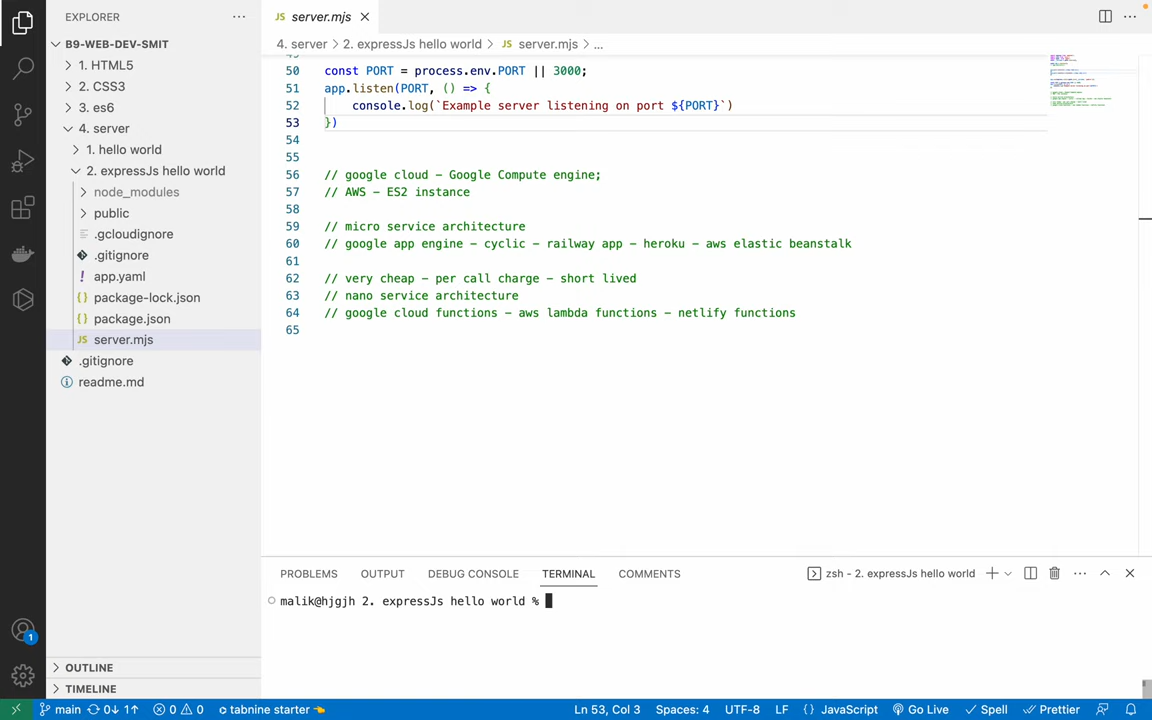 EXPLORER
server.mjs
B9-WEB-DEV-SMIT
1. HTML5
2. CSS3
3. es6
4. server
1. hello world
2. expressJs hello world
node_modules
public
.gcloudignore
.gitignore
app.yaml
package-lock.json
package.json
server.mjs
.gitignore
readme.md
OUTLINE
TIMELINE
4. server > 2. expressJs hello world > JS server.mjs > ...
50 const PORT = process.env.PORT || 3000;
51 app.listen(PORT, () => {
52 console.log(`Example server listening on port ${PORT}`)
53 })
54
55
56 // google cloud - Google Compute engine;
57 // AWS - ES2 instance
58
59 // micro service architecture
60 // google app engine - cyclic - railway app - heroku - aws elastic beanstalk
61
62 // very cheap - per call charge - short lived
63 // nano service architecture
64 // google cloud functions - aws lambda functions - netlify functions
65
PROBLEMS OUTPUT DEBUG CONSOLE TERMINAL COMMENTS
zsh - 2. expressJs hello world
malik@hjgjh 2. expressJs hello world %
1
main 0↓ 1↑ 0 0 tabnine starter Ln 53, Col 3 Spaces: 4 UTF-8 LF {} JavaScript Go Live Spell Prettier